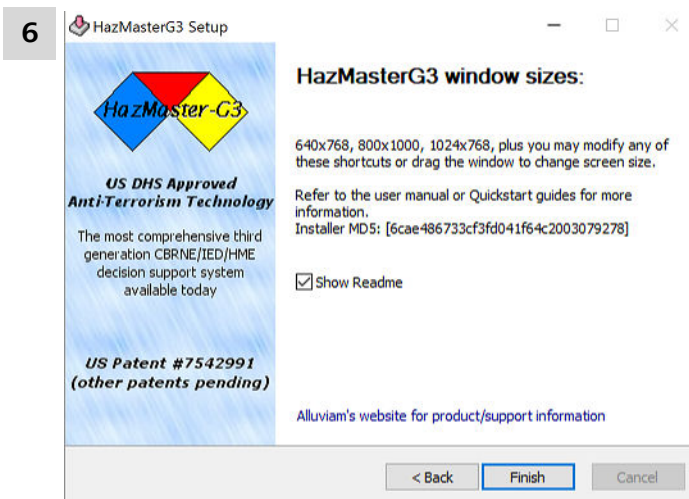 6
HazMasterG3 Setup
HazMaster-G3
US DHS Approved
Anti-Terrorism Technology
The most comprehensive third
generation CBRNE/IED/HME
decision support system
available today
US Patent #7542991
(other patents pending)
HazMasterG3 window sizes:
640x768, 800x1000, 1024x768, plus you may modify any of
these shortcuts or drag the window to change screen size.
Refer to the user manual or Quickstart guides for more
information.
Installer MD5: [6cae486733cf3fd041f64c2003079278]
Show Readme
Alluviam's website for product/support information
< Back
Finish
Cancel